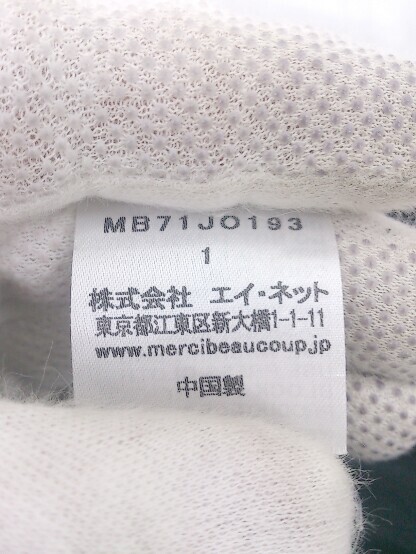 MB71JO193
1
株式会社 エイ・ネット
東京都江東区新大橋1-1-11
www.mercibeaucoup.jp
中国製